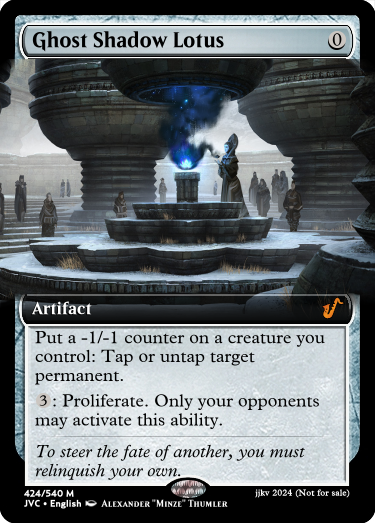 Ghost Shadow Lotus 0
Artifact
Put a -1/-1 counter on a creature you
control: Tap or untap target
permanent.
3: Proliferate. Only your opponents
may activate this ability.
To steer the fate of another, you must
relinquish your own.
424/540 M
JVC • English Alexander "Minze" Thumler
jjkv 2024 (Not for sale)